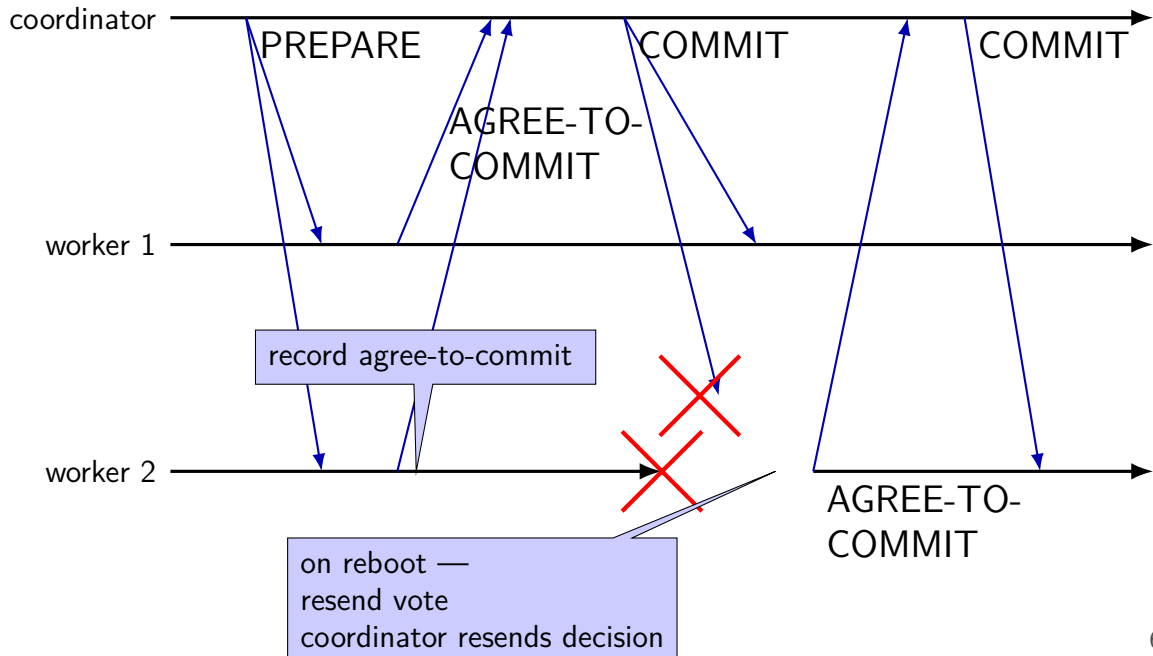 coordinator
PREPARE
COMMIT
COMMIT
AGREE-TO-
COMMIT
worker 1
record agree-to-commit
worker 2
AGREE-TO-
COMMIT
on reboot —
resend vote
coordinator resends decision